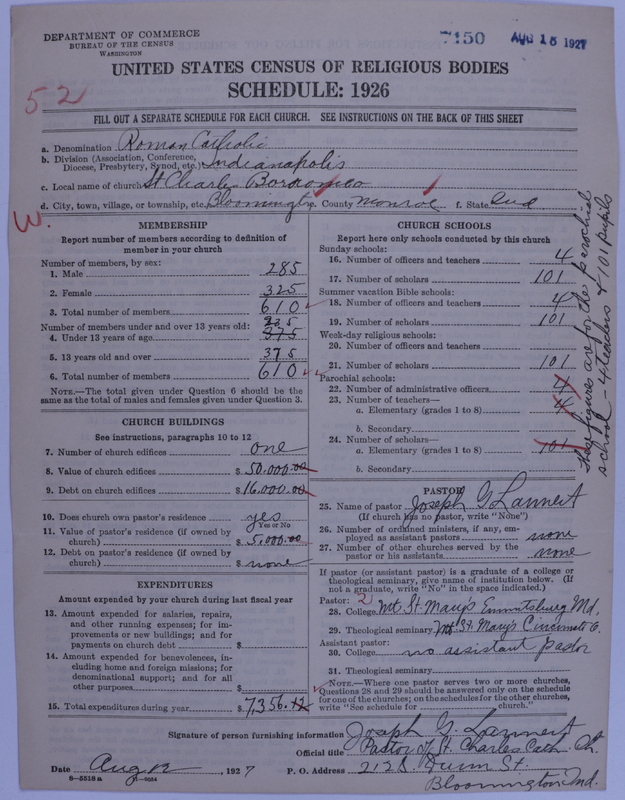 DEPARTMENT OF COMMERCE
BUREAU OF THE CENSUS
WASHINGTON
7150 AUG 15 1927
UNITED STATES CENSUS OF RELIGIOUS BODIES
SCHEDULE: 1926
52
FILL OUT A SEPARATE SCHEDULE FOR EACH CHURCH. SEE INSTRUCTIONS ON THE BACK OF THIS SHEET
a. Denomination Roman Catholic
b. Division (Association, Conference, Diocese, Presbytery, Synod, etc.) Indianapolis
c. Local name of church St Charles Borromeo
d. City, town, village, or township, etc. Bloomington e. County Monroe f. State Ind
W.
MEMBERSHIP
Report number of members according to definition of member in your church
Number of members, by sex:
1. Male 285
2. Female 325
3. Total number of members 610
Number of members under and over 13 years old: 235
4. Under 13 years of age 375
5. 13 years old and over 375
6. Total number of members 610
NOTE.—The total given under Question 6 should be the same as the total of males and females given under Question 3.
CHURCH BUILDINGS
See instructions, paragraphs 10 to 12
7. Number of church edifices one
8. Value of church edifices $ 50.000.00
9. Debt on church edifices $ 16.000.00
10. Does church own pastor's residence yes
Yes or No
11. Value of pastor's residence (if owned by church) $ 5.000.00
12. Debt on pastor's residence (if owned by church) $ none
EXPENDITURES
Amount expended by your church during last fiscal year
13. Amount expended for salaries, repairs, and other running expenses; for improvements or new buildings; and for payments on church debt $
14. Amount expended for benevolences, including home and foreign missions; for denominational support; and for all other purposes $
15. Total expenditures during year $ 7356.12
CHURCH SCHOOLS
Report here only schools conducted by this church
Sunday schools:
16. Number of officers and teachers 4
17. Number of scholars 101
Summer vacation Bible schools:
18. Number of officers and teachers 4
19. Number of scholars 101
Week-day religious schools:
20. Number of officers and teachers
21. Number of scholars 101
Parochial schools:
22. Number of administrative officers 4
23. Number of teachers—
a. Elementary (grades 1 to 8) 4
b. Secondary
24. Number of scholars—
a. Elementary (grades 1 to 8) 101
b. Secondary
these figures are for the parochial
school - 4 teachers & 101 pupils
PASTOR
25. Name of pastor Joseph G Lannert
(If church has no pastor, write "None")
26. Number of ordained ministers, if any, employed as assistant pastors none
27. Number of other churches served by the pastor or his assistants none
If pastor (or assistant pastor) is a graduate of a college or theological seminary, give name of institution below. (If not a graduate, write "No" in the space indicated.)
Pastor: 2
28. College Mt St Mary's Emmitsburg Md.
29. Theological seminary Mt. St. Mary's Cincinnati O.
Assistant pastor:
30. College no assistant pastor
31. Theological seminary
NOTE.—Where one pastor serves two or more churches, Questions 28 and 29 should be answered only on the schedule for one of the churches; on the schedules for the other churches, write "See schedule for church."
Signature of person furnishing information Joseph G. Lannert
Official title Pastor of St. Charles Cath. Ch.
Date Aug 12, 1927 P. O. Address 212 S. Dunn St.
8-5518a 11-9034
Bloomington Ind.